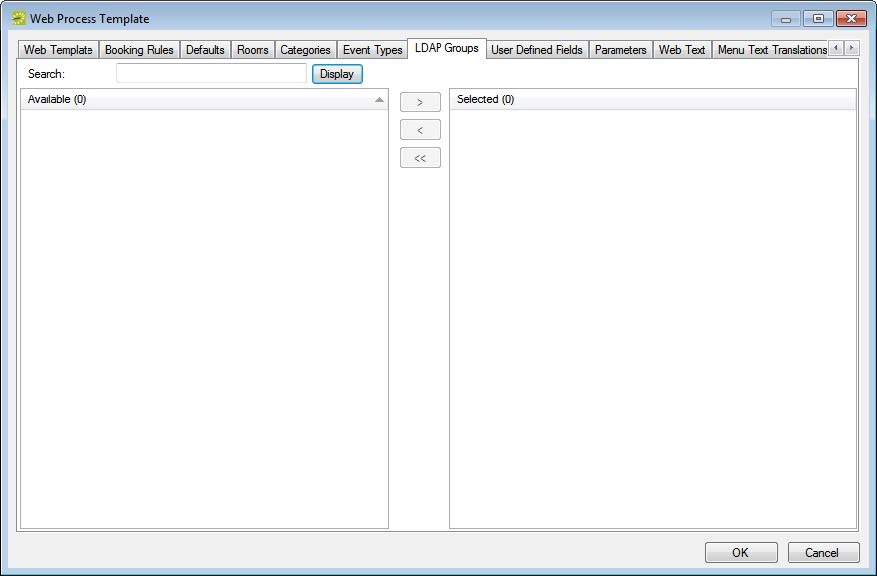 Web Process Template
Web Template Booking Rules Defaults Rooms Categories Event Types LDAP Groups User Defined Fields Parameters Web Text Menu Text Translations
Search: Display
Available (0) > Selected (0)
<
<<
OK Cancel